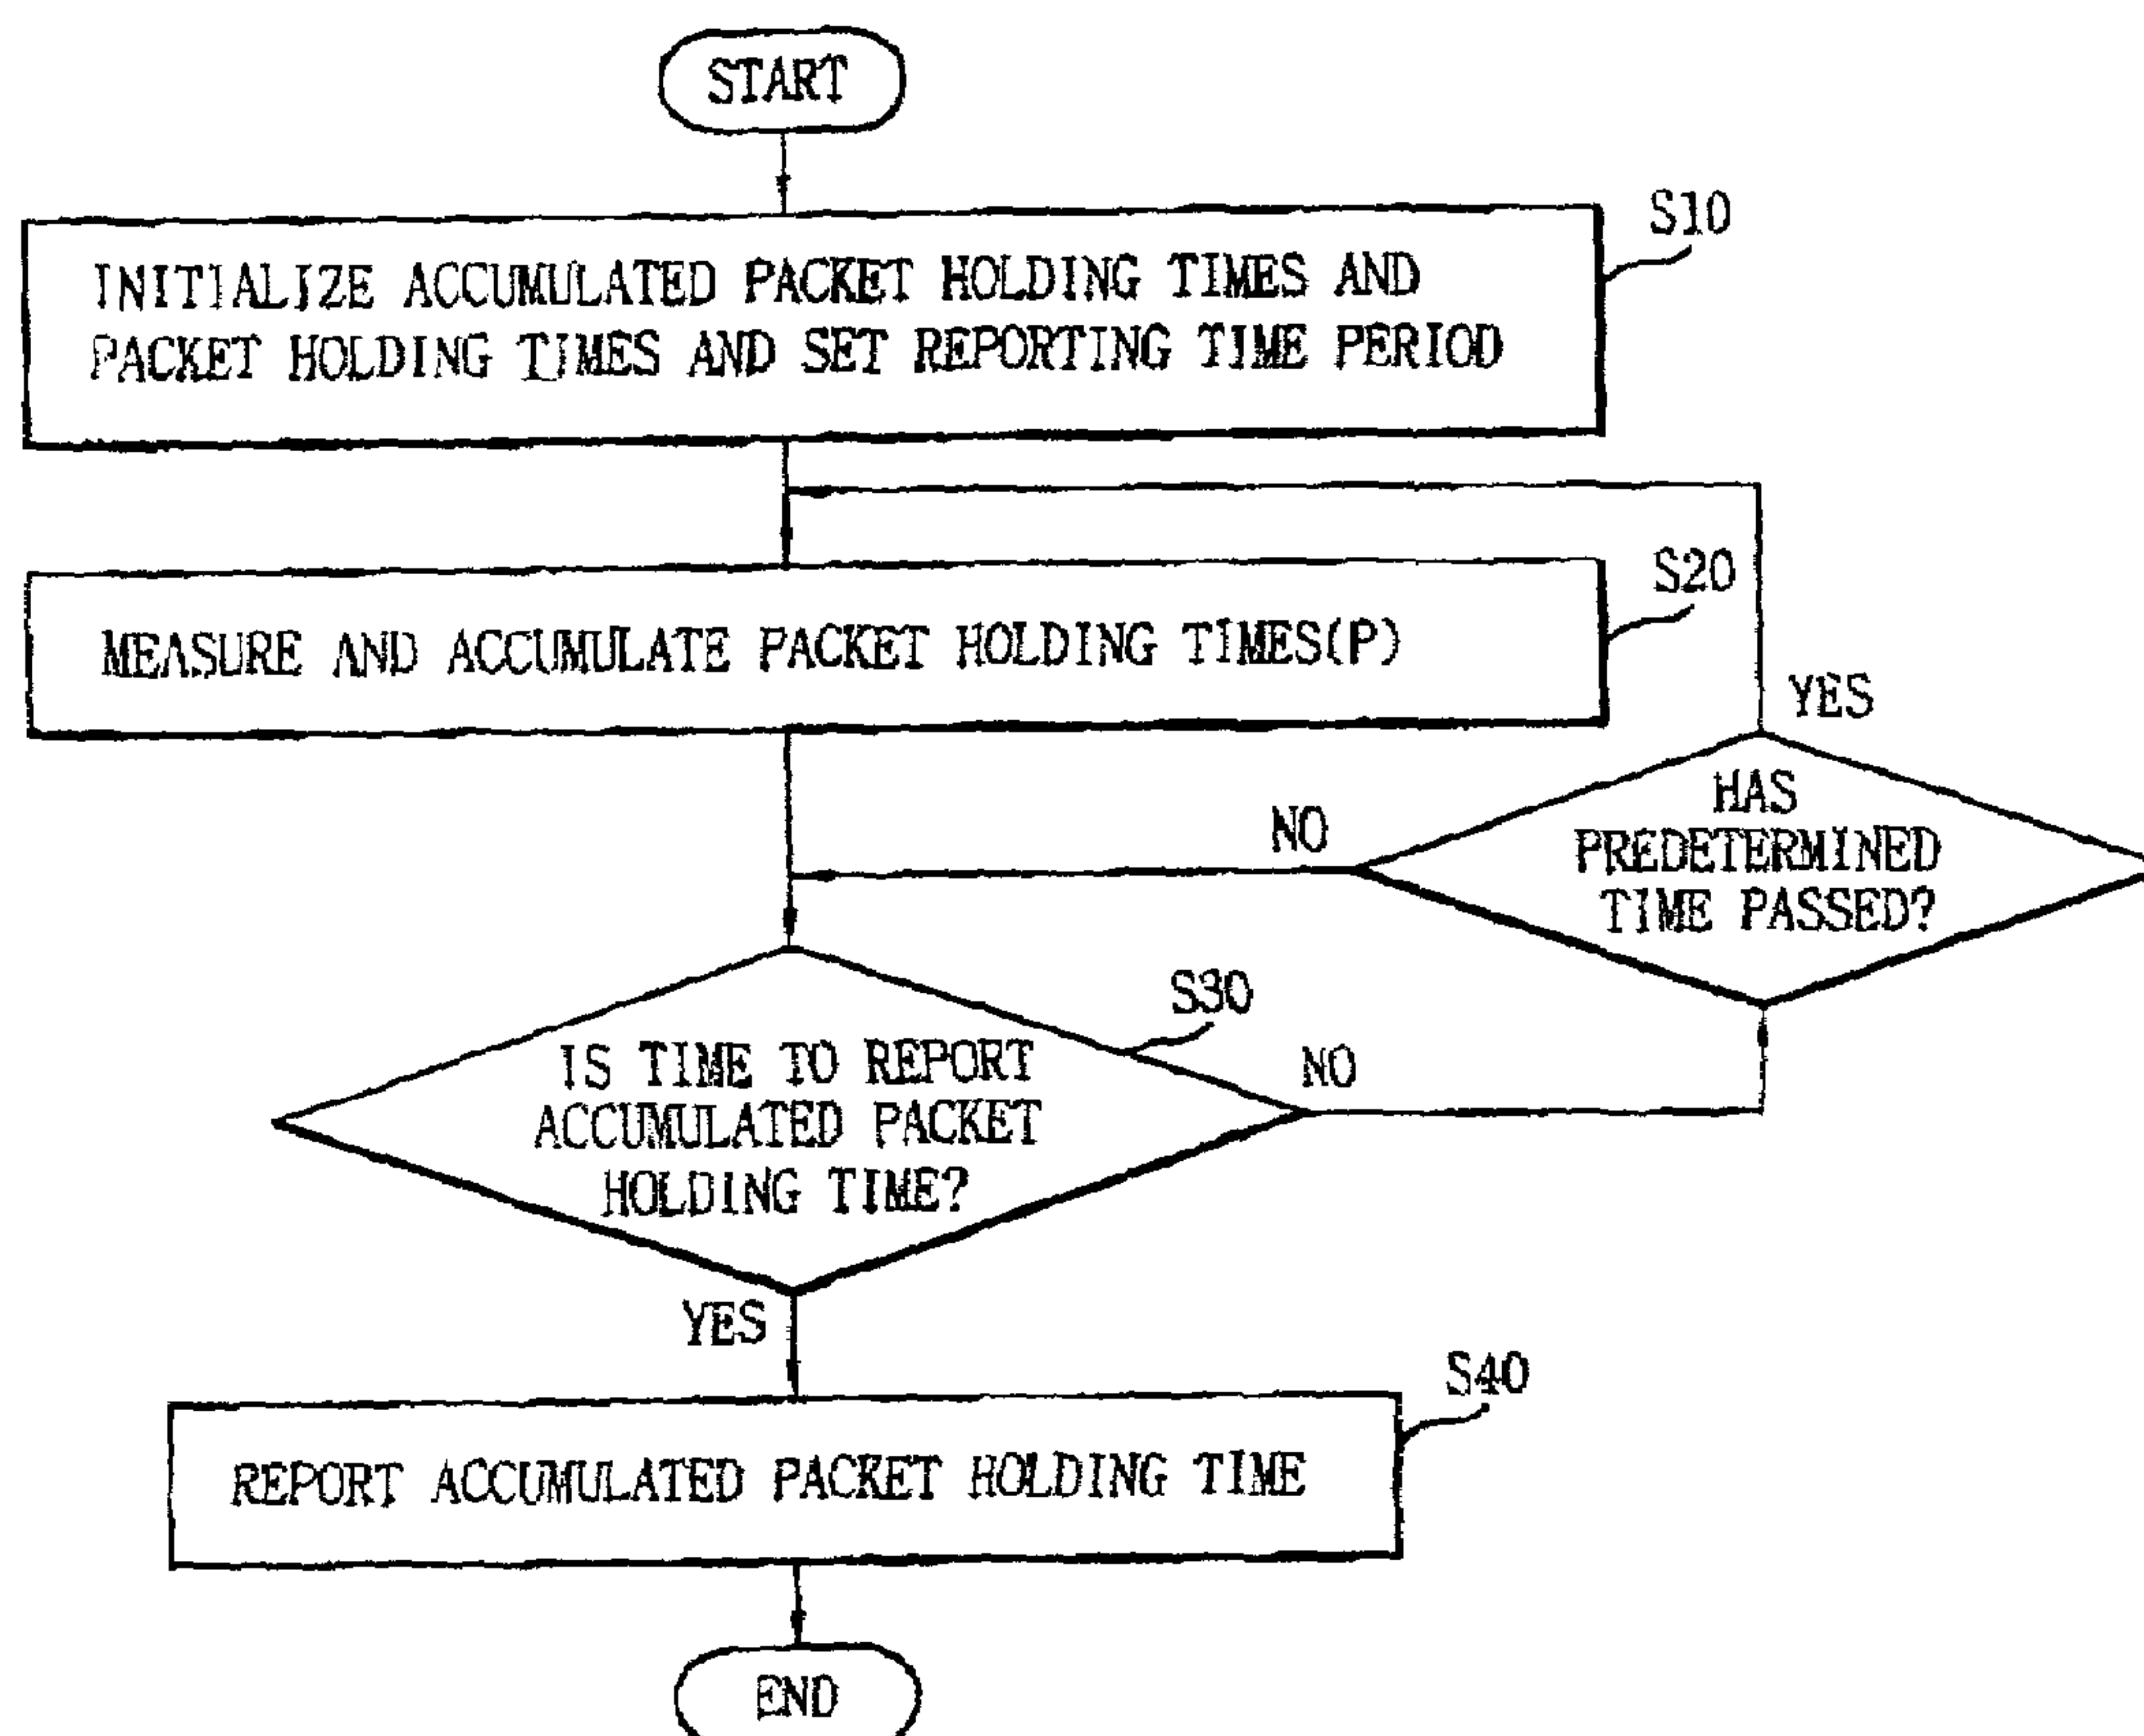 START
S10
INITIALIZE ACCUMULATED PACKET HOLDING TIMES AND
PACKET HOLDING TIMES AND SET REPORTING TIME PERIOD
S20
MEASURE AND ACCUMULATE PACKET HOLDING TIMES(P)
YES
HAS
PREDETERMINED
TIME PASSED?
NO
S30
IS TIME TO REPORT
ACCUMULATED PACKET
HOLDING TIME?
NO
YES
S40
REPORT ACCUMULATED PACKET HOLDING TIME
END